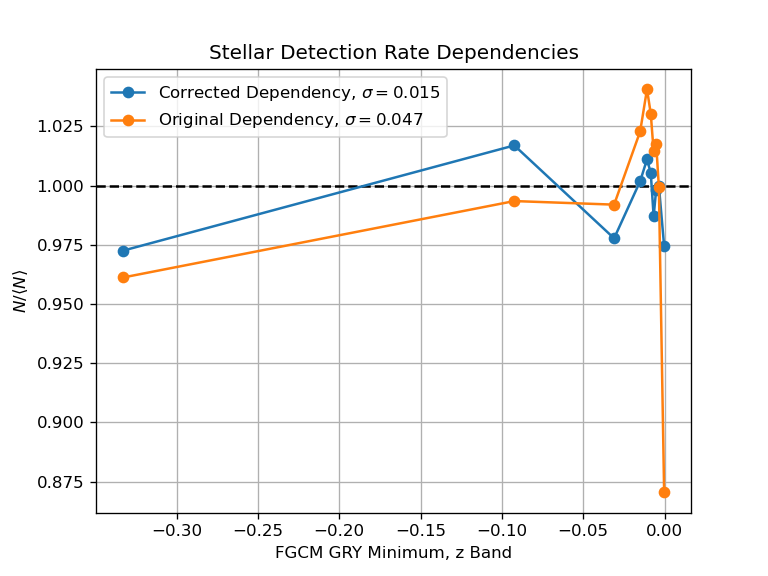 Stellar Detection Rate Dependencies
Corrected Dependency, σ = 0.015
Original Dependency, σ = 0.047
1.025
1.000
0.975
0.950
0.925
0.900
0.875
N/⟨N⟩
−0.30 −0.25 −0.20 −0.15 −0.10 −0.05 0.00
FGCM GRY Minimum, z Band